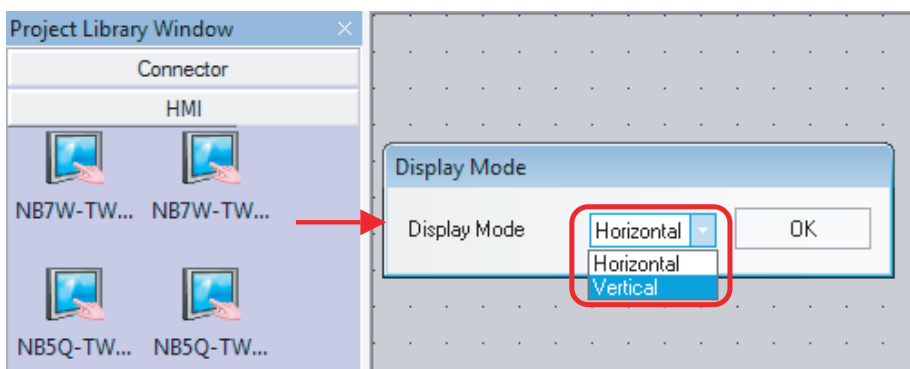 Project Library Window
Connector
HMI
NB7W-TW... NB7W-TW...
NB5Q-TW... NB5Q-TW...
Display Mode
Display Mode Horizontal OK
Horizontal
Vertical